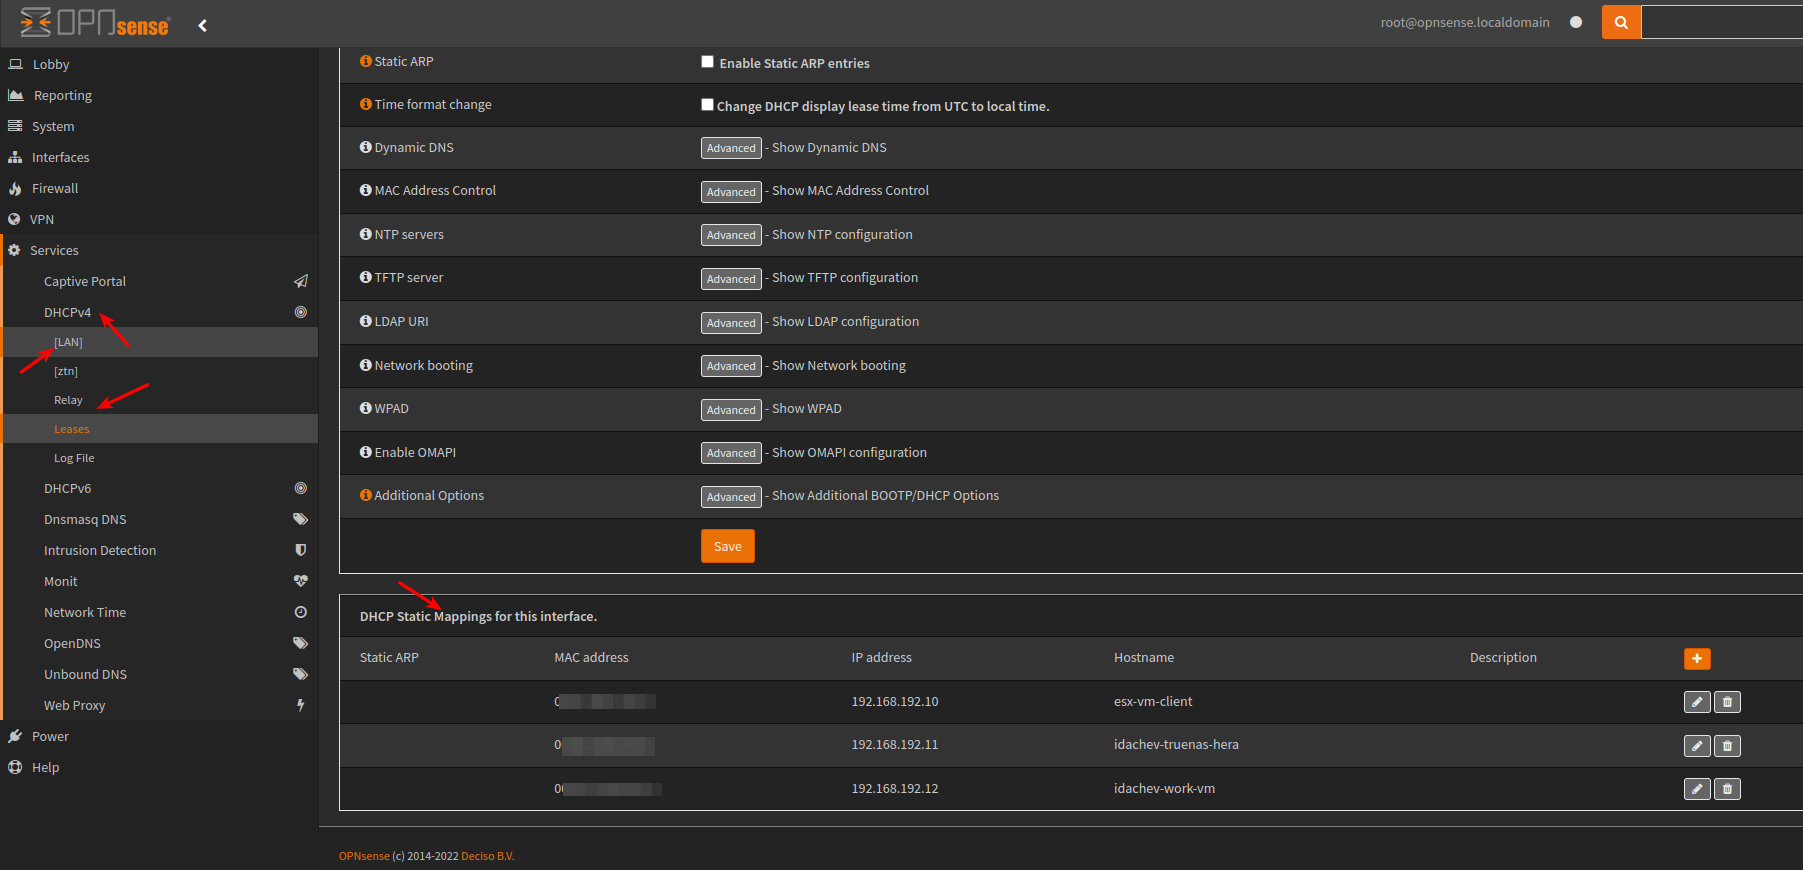 OPNsense
root@opnsense.localdomain
Lobby
Reporting
System
Interfaces
Firewall
VPN
Services
Captive Portal
DHCPv4
[LAN]
[ztn]
Relay
Leases
Log File
DHCPv6
Dnsmasq DNS
Intrusion Detection
Monit
Network Time
OpenDNS
Unbound DNS
Web Proxy
Power
Help
Static ARP Enable Static ARP entries
Time format change Change DHCP display lease time from UTC to local time.
Dynamic DNS Advanced - Show Dynamic DNS
MAC Address Control Advanced - Show MAC Address Control
NTP servers Advanced - Show NTP configuration
TFTP server Advanced - Show TFTP configuration
LDAP URI Advanced - Show LDAP configuration
Network booting Advanced - Show Network booting
WPAD Advanced - Show WPAD
Enable OMAPI Advanced - Show OMAPI configuration
Additional Options Advanced - Show Additional BOOTP/DHCP Options
Save
DHCP Static Mappings for this interface.
Static ARP MAC address IP address Hostname Description
192.168.192.10 esx-vm-client
192.168.192.11 idachev-truenas-hera
192.168.192.12 idachev-work-vm
OPNsense (c) 2014-2022 Deciso B.V.